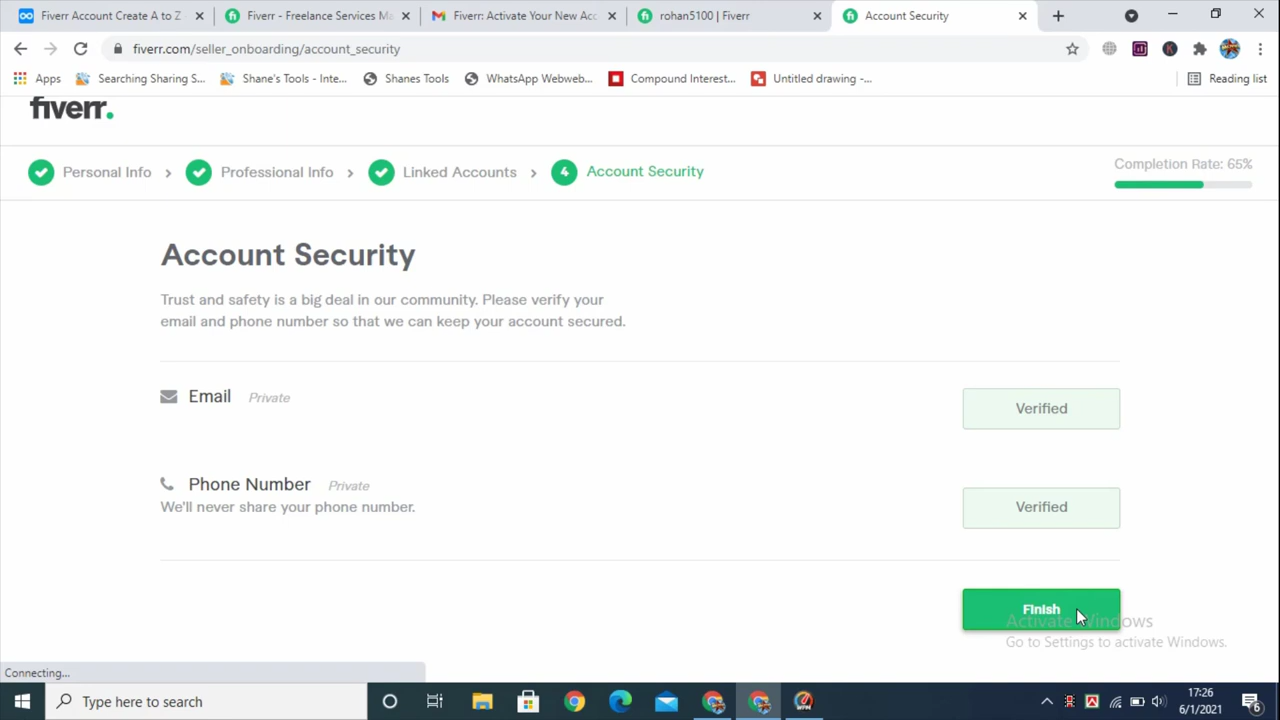 Fiverr Account Create A to Z
Fiverr - Freelance Services Ma
Fiverr: Activate Your New Acc
rohan5100 | Fiverr
Account Security
fiverr.com/seller_onboarding/account_security
Apps
Searching Sharing S...
Shane's Tools - Inte...
Shanes Tools
WhatsApp Webweb...
Compound Interest...
Untitled drawing -...
Reading list
fiverr.
Personal Info
Professional Info
Linked Accounts
4 Account Security
Completion Rate: 65%
Account Security
Trust and safety is a big deal in our community. Please verify your
email and phone number so that we can keep your account secured.
Email Private
Verified
Phone Number Private
We'll never share your phone number.
Verified
Finish
Activate Windows
Go to Settings to activate Windows.
Connecting...
Type here to search
17:26
6/1/2021
6